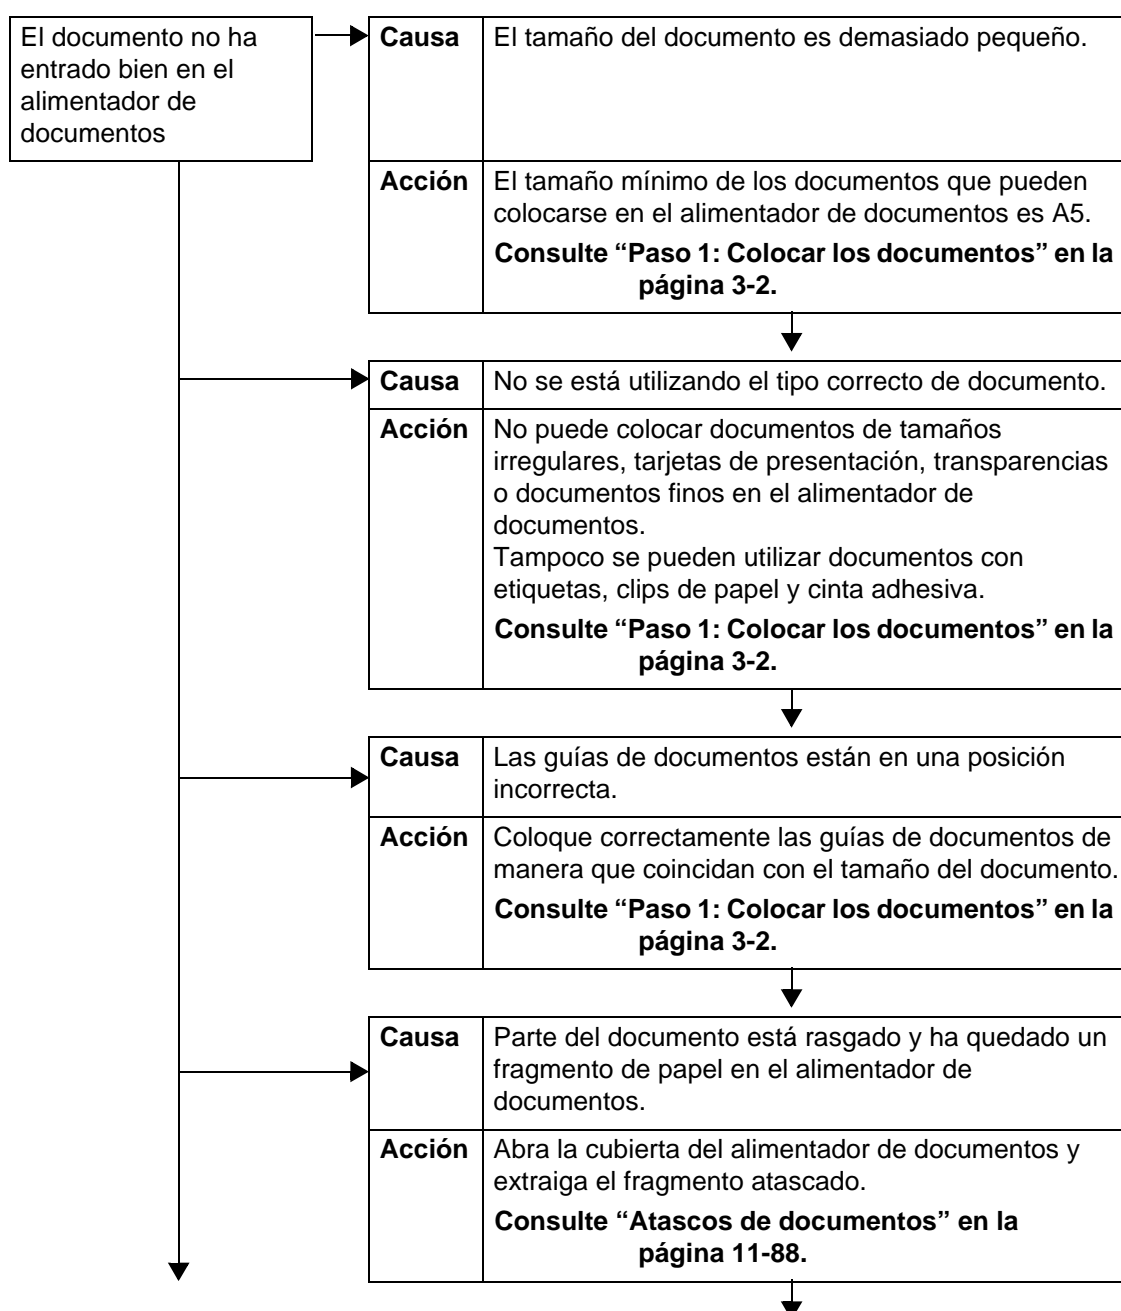 El documento no ha
entrado bien en el
alimentador de
documentos
Causa
El tamaño del documento es demasiado pequeño.
Acción
El tamaño mínimo de los documentos que pueden
colocarse en el alimentador de documentos es A5.
Consulte “Paso 1: Colocar los documentos” en la
página 3-2.
Causa
No se está utilizando el tipo correcto de documento.
Acción
No puede colocar documentos de tamaños
irregulares, tarjetas de presentación, transparencias
o documentos finos en el alimentador de
documentos.
Tampoco se pueden utilizar documentos con
etiquetas, clips de papel y cinta adhesiva.
Consulte “Paso 1: Colocar los documentos” en la
página 3-2.
Causa
Las guías de documentos están en una posición
incorrecta.
Acción
Coloque correctamente las guías de documentos de
manera que coincidan con el tamaño del documento.
Consulte “Paso 1: Colocar los documentos” en la
página 3-2.
Causa
Parte del documento está rasgado y ha quedado un
fragmento de papel en el alimentador de
documentos.
Acción
Abra la cubierta del alimentador de documentos y
extraiga el fragmento atascado.
Consulte “Atascos de documentos” en la
página 11-88.